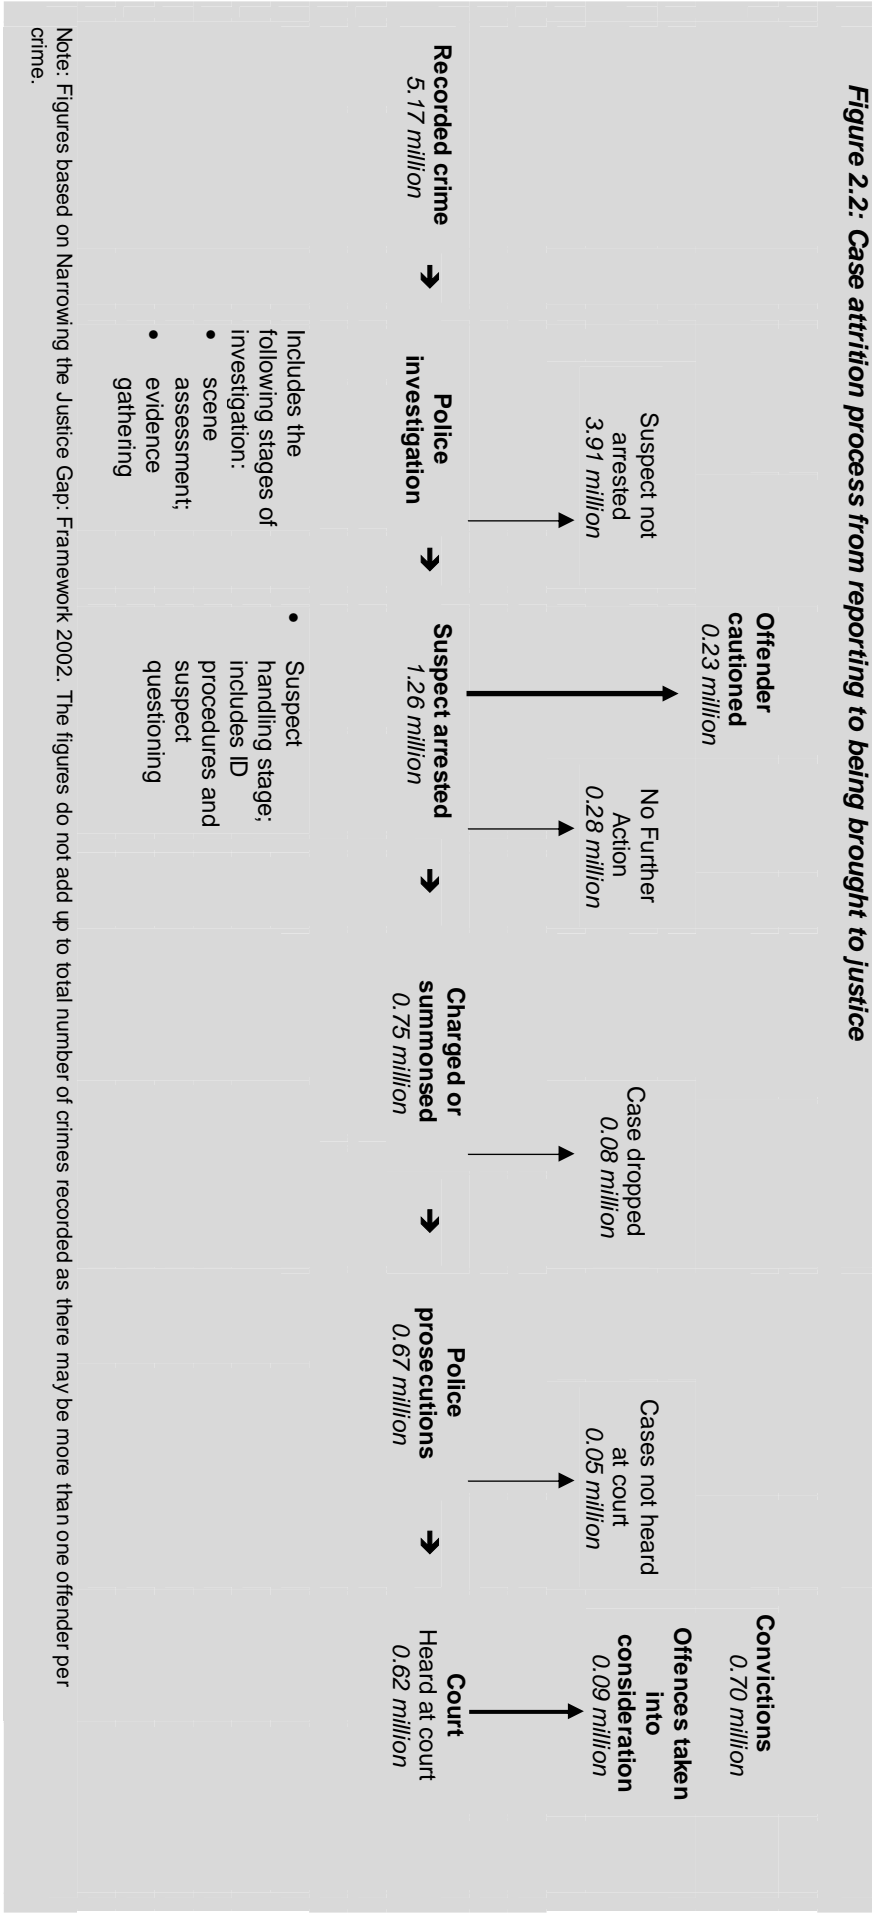 Figure 2.2: Case attrition process from reporting to being brought to justice
Offender
cautioned
0.23 million
Convictions
0.70 million
Suspect not
arrested
3.91 million
No Further
Action
0.28 million
Case dropped
0.08 million
Cases not heard
at court
0.05 million
Offences taken
into
consideration
0.09 million
Recorded crime
5.17 million
➔
Police
investigation
➔
Suspect arrested
1.26 million
➔
Charged or
summonsed
0.75 million
➔
Police
prosecutions
0.67 million
➔
Court
Heard at court
0.62 million
Includes the
following stages of
investigation:
• scene
assessment;
• evidence
gathering
• Suspect
handling stage;
includes ID
procedures and
suspect
questioning
Note: Figures based on Narrowing the Justice Gap: Framework 2002. The figures do not add up to total number of crimes recorded as there may be more than one offender per
crime.